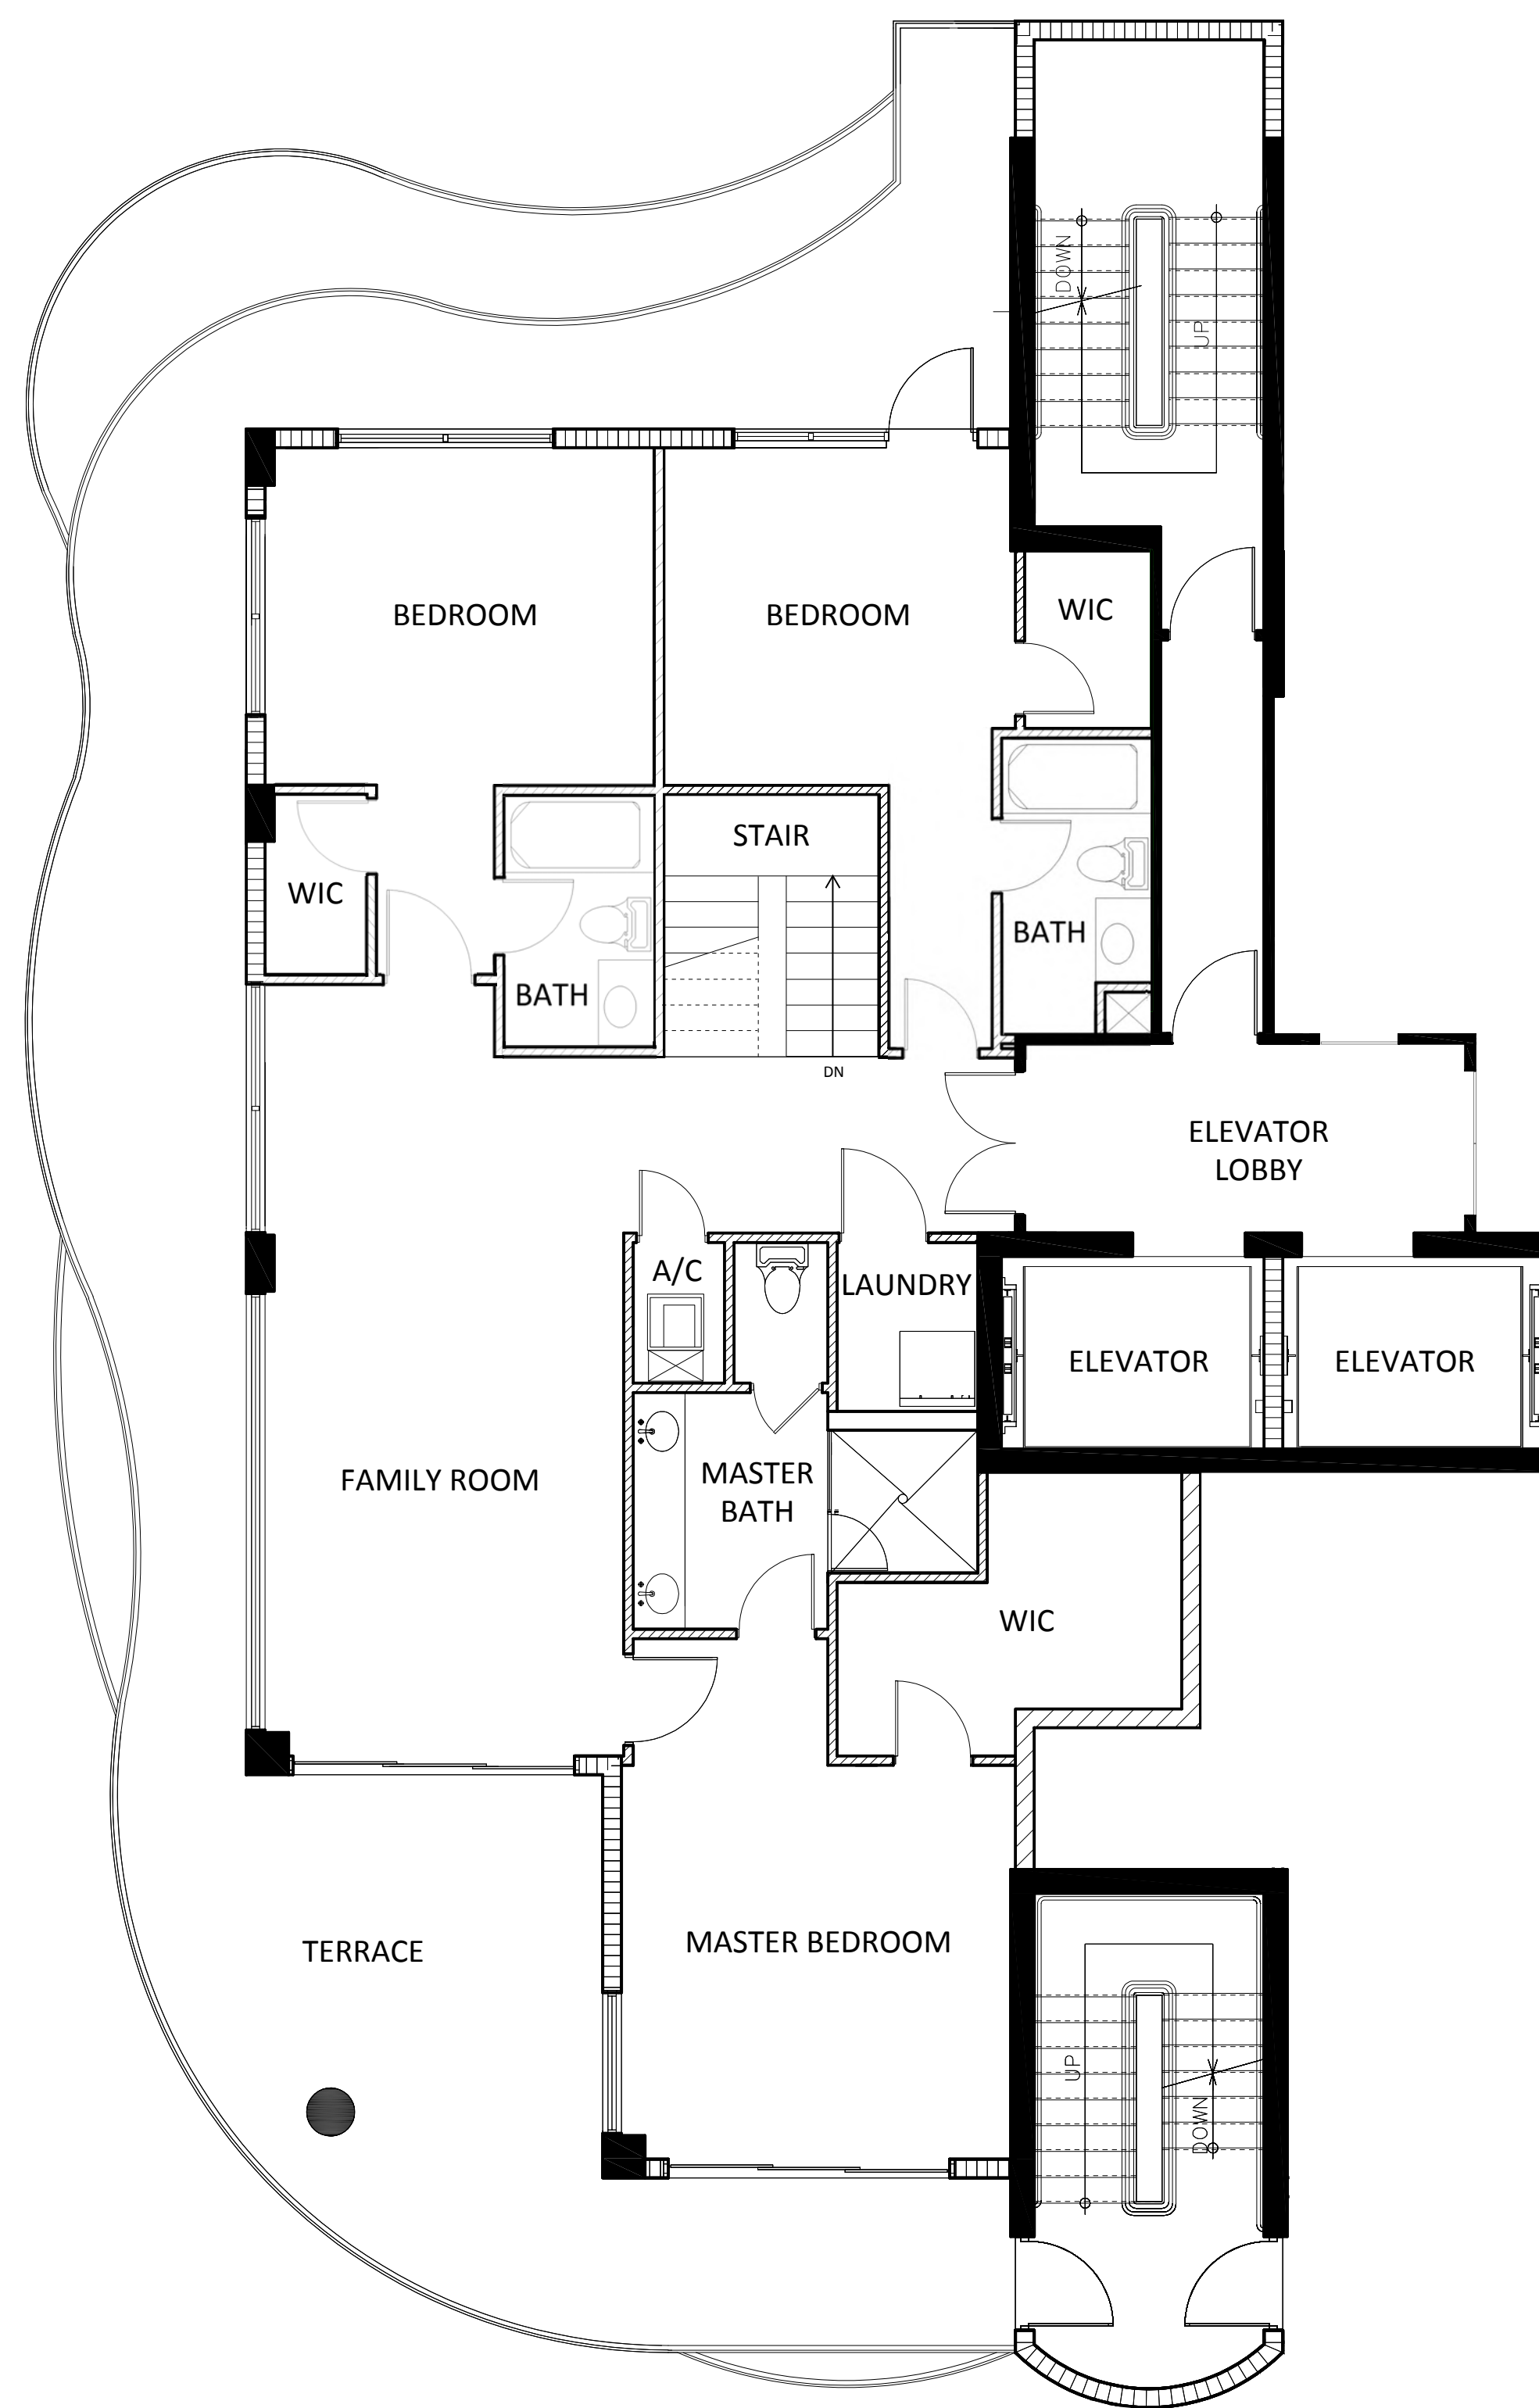 DOWN
UP
BEDROOM
BEDROOM
WIC
STAIR
WIC
BATH
BATH
DN
ELEVATOR
LOBBY
A/C
LAUNDRY
ELEVATOR
ELEVATOR
FAMILY ROOM
MASTER
BATH
WIC
TERRACE
MASTER BEDROOM
UP
DOWN